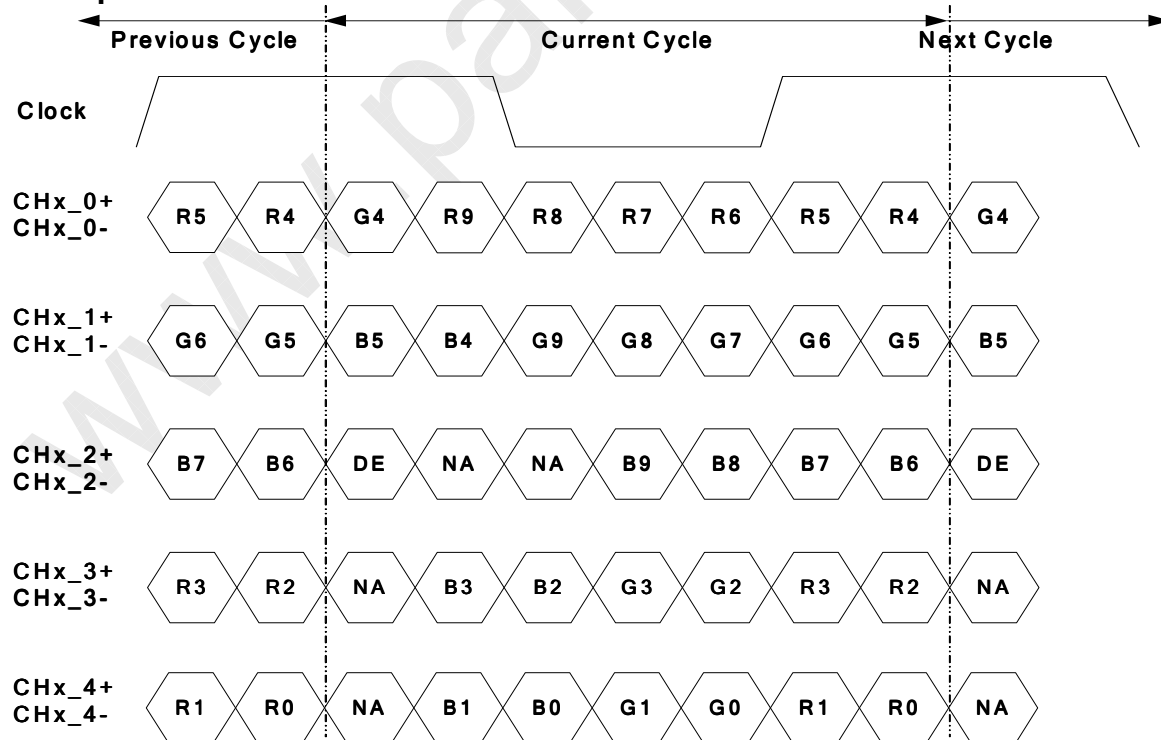 Previous Cycle Current Cycle Next Cycle
Clock
CHx_0+
CHx_0-
R5 R4 G4 R9 R8 R7 R6 R5 R4 G4
CHx_1+
CHx_1-
G6 G5 B5 B4 G9 G8 G7 G6 G5 B5
CHx_2+
CHx_2-
B7 B6 DE NA NA B9 B8 B7 B6 DE
CHx_3+
CHx_3-
R3 R2 NA B3 B2 G3 G2 R3 R2 NA
CHx_4+
CHx_4-
R1 R0 NA B1 B0 G1 G0 R1 R0 NA